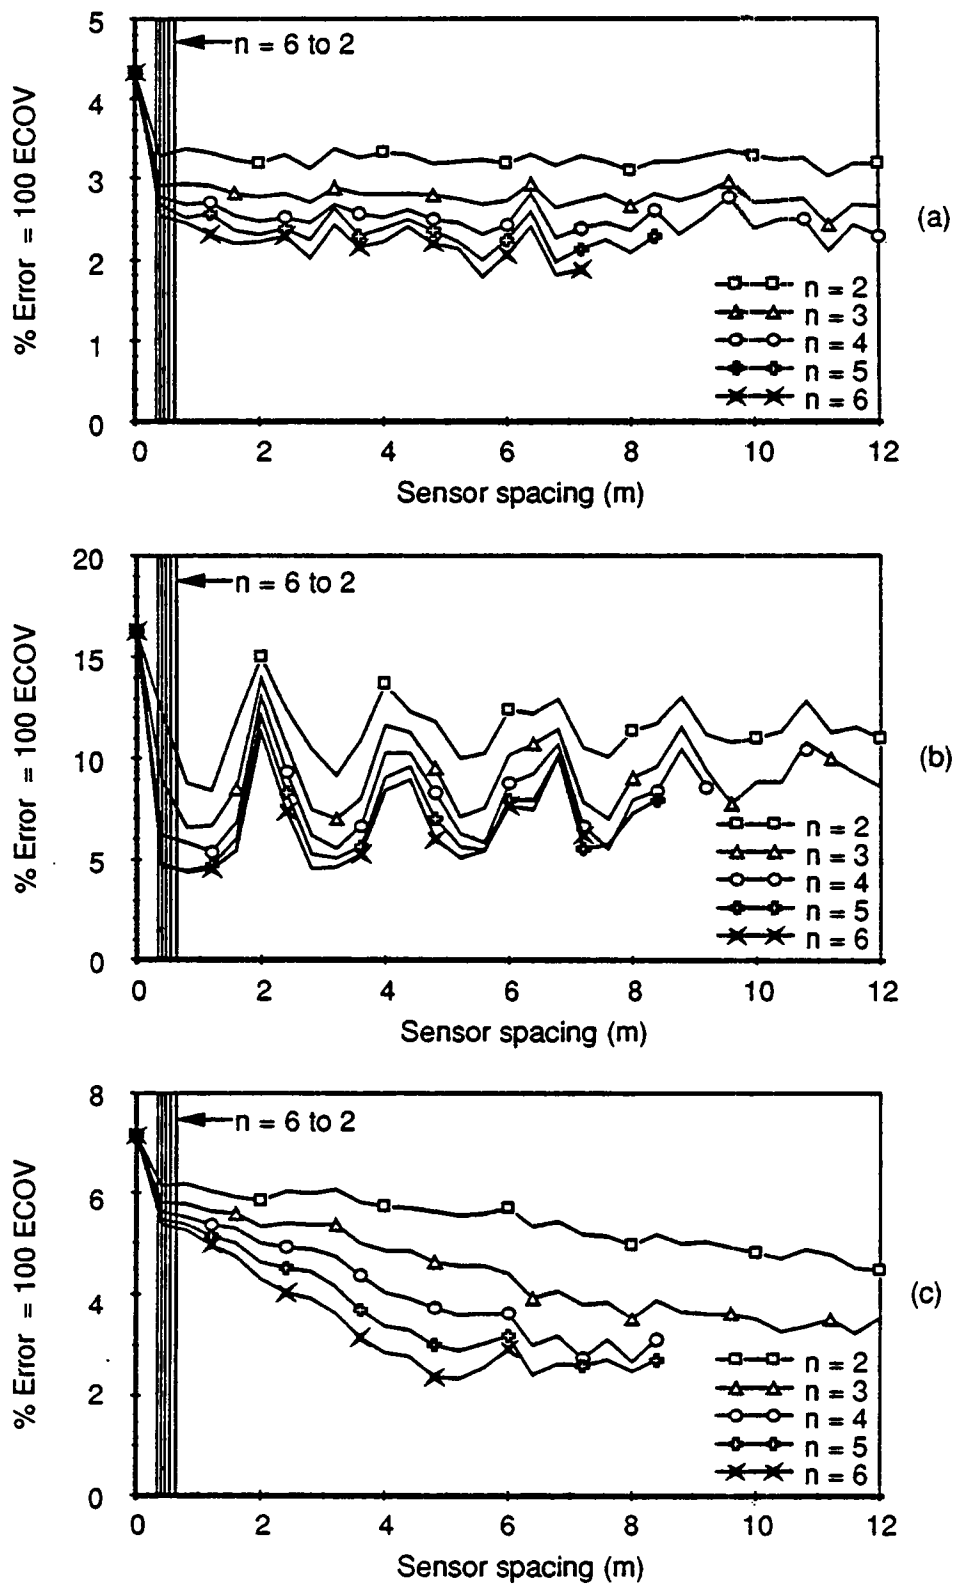 5
4
3
2
1
0
% Error = 100 ECOV
n = 6 to 2
n = 2
n = 3
n = 4
n = 5
n = 6
0 2 4 6 8 10 12
Sensor spacing (m)
(a)
20
15
10
5
0
% Error = 100 ECOV
n = 6 to 2
n = 2
n = 3
n = 4
n = 5
n = 6
0 2 4 6 8 10 12
Sensor spacing (m)
(b)
8
6
4
2
0
% Error = 100 ECOV
n = 6 to 2
n = 2
n = 3
n = 4
n = 5
n = 6
0 2 4 6 8 10 12
Sensor spacing (m)
(c)